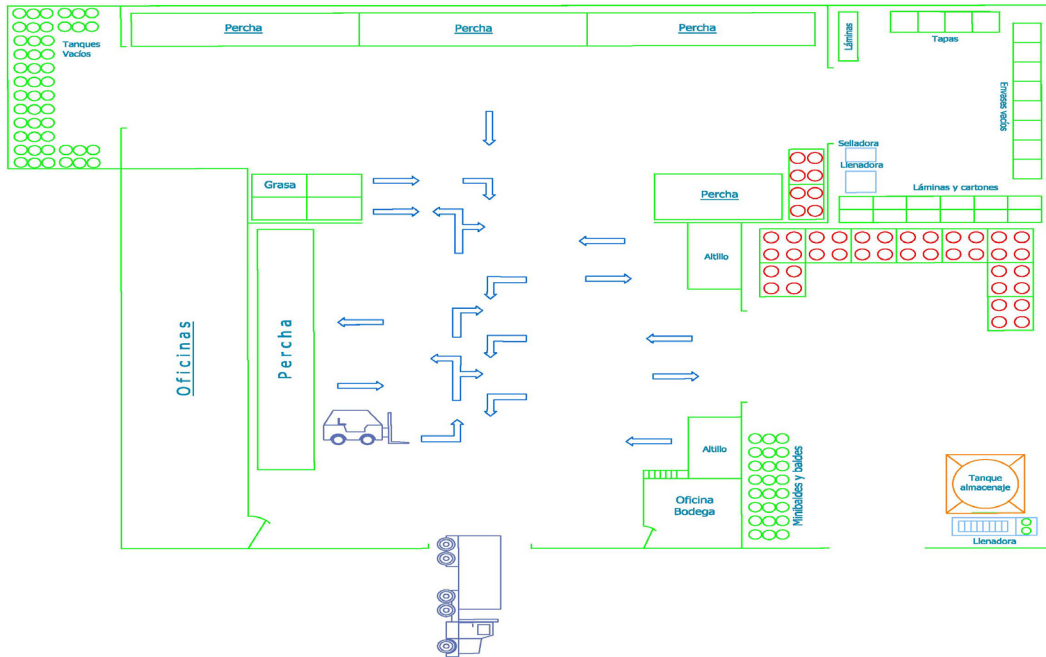 Percha
Percha
Percha
Láminas
Tapas
Tanques
Vacíos
Envases vacíos
Selladora
Llenadora
Grasa
Percha
Láminas y cartones
Altillo
Oficinas
Percha
Altillo
Minibaldes y baldes
Oficina
Bodega
Tanque
almacenaje
Llenadora